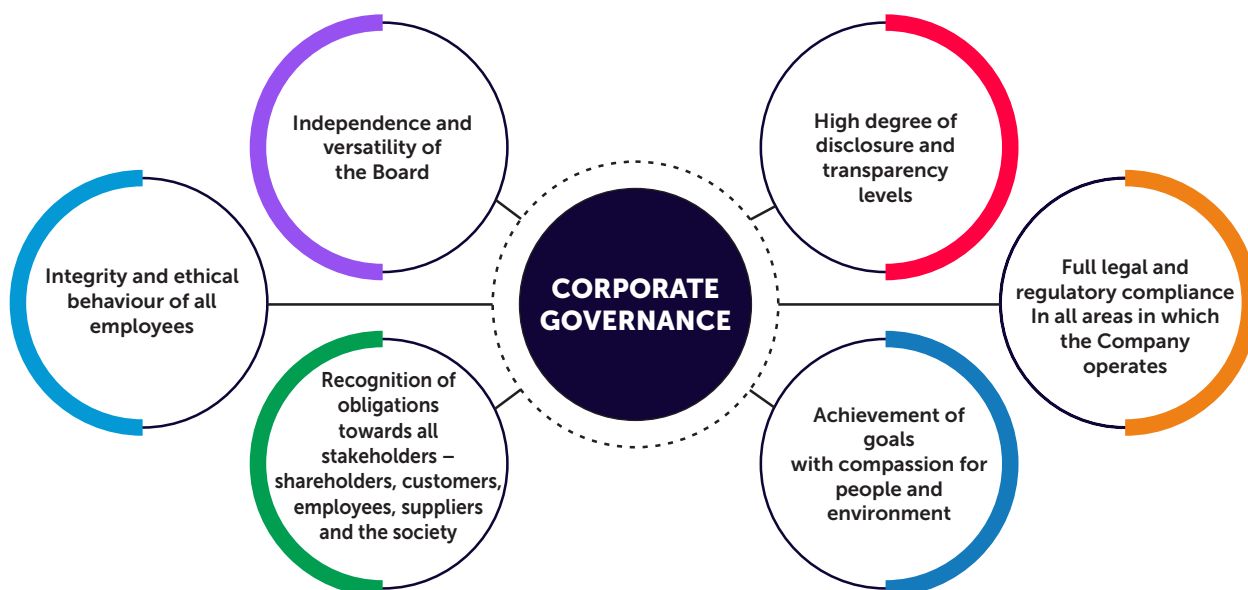 Independence and
versatility of
the Board
High degree of
disclosure and
transparency
levels
Integrity and ethical
behaviour of all
employees
CORPORATE
GOVERNANCE
Full legal and
regulatory compliance
In all areas in which
the Company
operates
Recognition of
obligations
towards all
stakeholders –
shareholders, customers,
employees, suppliers
and the society
Achievement of
goals
with compassion for
people and
environment